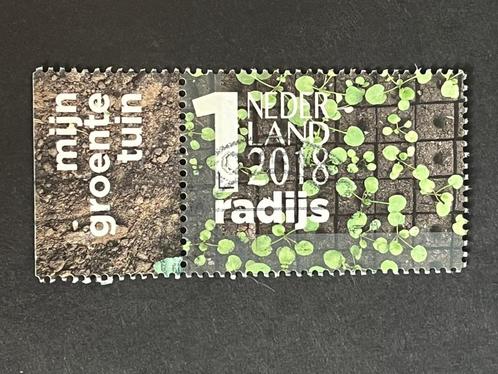 mijn
groente
tuin
1
NEDER
LAND
2018
radijs